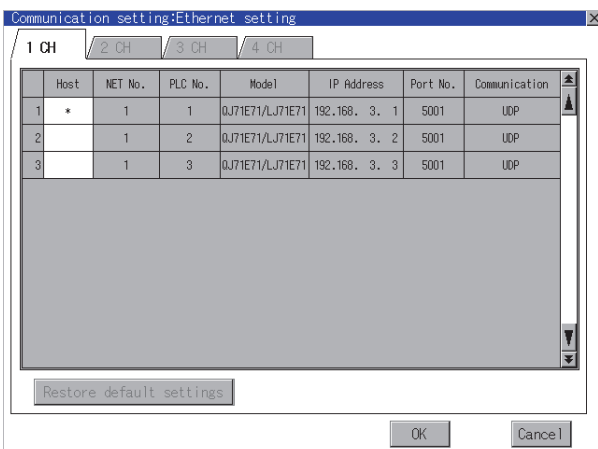 Communication setting:Ethernet setting
1 CH 2 CH 3 CH 4 CH
Host NET No. PLC No. Model IP Address Port No. Communication
1 * 1 1 QJ71E71/LJ71E71 192.168. 3. 1 5001 UDP
2 1 2 QJ71E71/LJ71E71 192.168. 3. 2 5001 UDP
3 1 3 QJ71E71/LJ71E71 192.168. 3. 3 5001 UDP
Restore default settings
OK Cancel